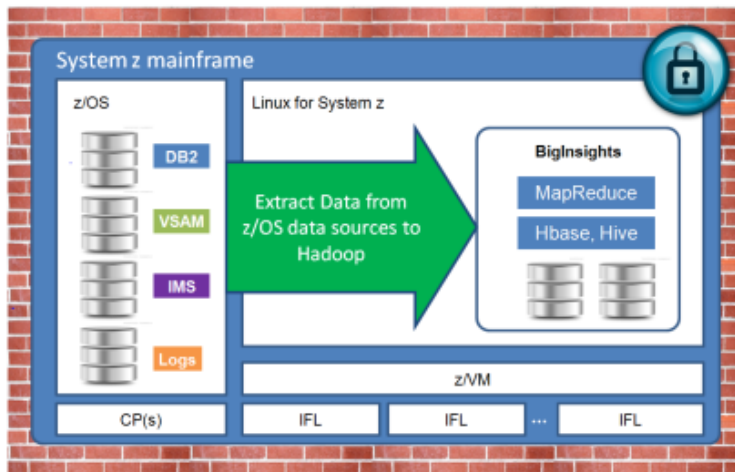 System z mainframe
z/OS
DB2
VSAM
IMS
Logs
CP(s)
Linux for System z
Extract Data from
z/OS data sources to
Hadoop
BigInsights
MapReduce
Hbase, Hive
z/VM
IFL
IFL
...
IFL